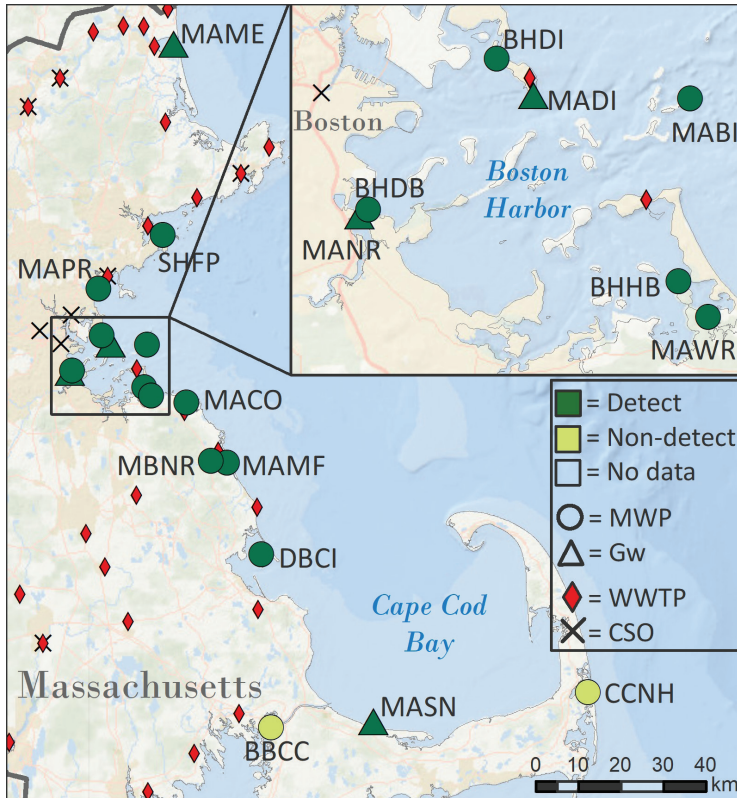 MAME
BHDI
MADI
MABI
Boston
Boston
Harbor
BHDB
MANR
BHHB
MAWR
SHFP
MAPR
MACO
MBNR
MAMF
DBCI
Cape Cod
Bay
Massachusetts
MASN
BBCC
CCNH
= Detect
= Non-detect
= No data
= MWP
= Gw
= WWTP
= CSO
0 10 20 30 40
km